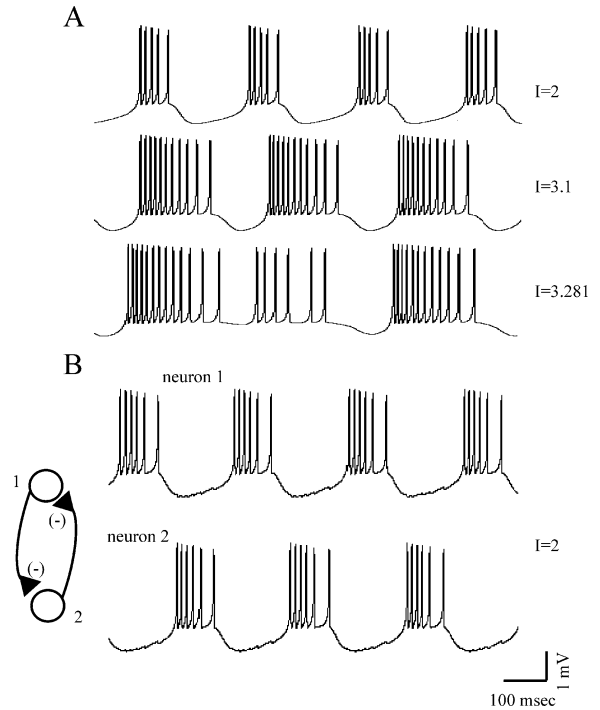 A
I=2
I=3.1
I=3.281
B
neuron 1
1
(-)
neuron 2
I=2
(-)
2
1 mV
100 msec